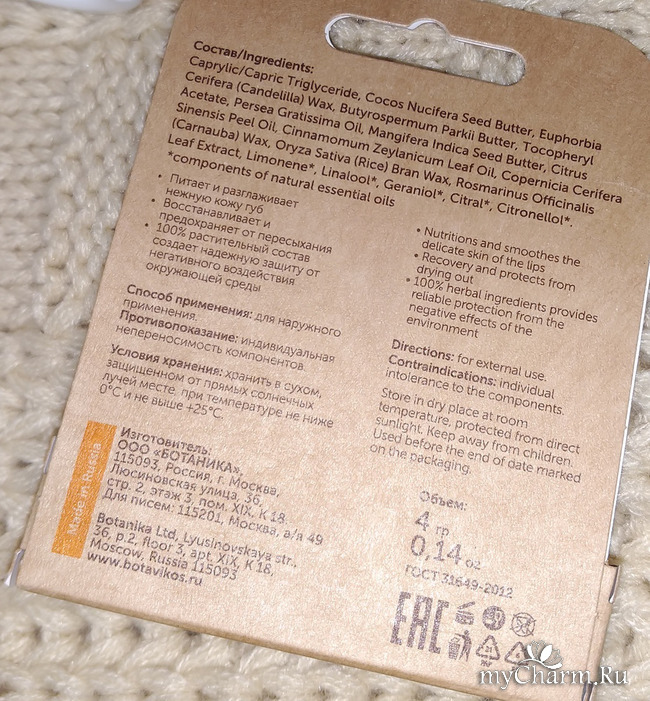 Состав/Ingredients:
Caprylic/Capric Triglyceride, Cocos Nucifera Seed Butter, Euphorbia
Cerifera (Candelilla) Wax, Butyrospermum Parkii Butter, Tocopheryl
Acetate, Persea Gratissima Oil, Mangifera Indica Seed Butter, Citrus
Sinensis Peel Oil, Cinnamomum Zeylanicum Leaf Oil, Copernicia Cerifera
(Carnauba) Wax, Oryza Sativa (Rice) Bran Wax, Rosmarinus Officinalis
Leaf Extract, Limonene*, Linalool*, Geraniol*, Citral*, Citronellol*.
*components of natural essential oils
• Питает и разглаживает
нежную кожу губ
• Восстанавливает и
предохраняет от пересыхания
• 100% растительный состав
создает надежную защиту от
негативного воздействия
окружающей среды
Способ применения: для наружного
применения.
Противопоказание: индивидуальная
непереносимость компонентов.
Условия хранения: хранить в сухом,
защищенном от прямых солнечных
лучей месте, при температуре не ниже
0°C и не выше +25°C.
• Nutritions and smoothes the
delicate skin of the lips
• Recovery and protects from
drying out
• 100% herbal ingredients provides
reliable protection from the
negative effects of the
environment
Directions: for external use.
Contraindications: individual
intolerance to the components.
Store in dry place at room
temperature, protected from direct
sunlight. Keep away from children.
Used before the end of date marked
on the packaging.
Made in Russia
Изготовитель:
ООО «БОТАНИКА»,
115093, Россия, г. Москва,
Люсиновская улица, 36,
стр. 2, этаж 3, пом. XIX, К 18.
Для писем: 115201, Москва, а/я 49
Botanika Ltd, Lyusinovskaya str.,
36, p.2, floor 3, apt. XIX, K 18,
Moscow, Russia 115093
www.botavikos.ru
Объем:
4 гр
0,14 oz
ГОСТ 31649-2012
EAC
myCharm.Ru